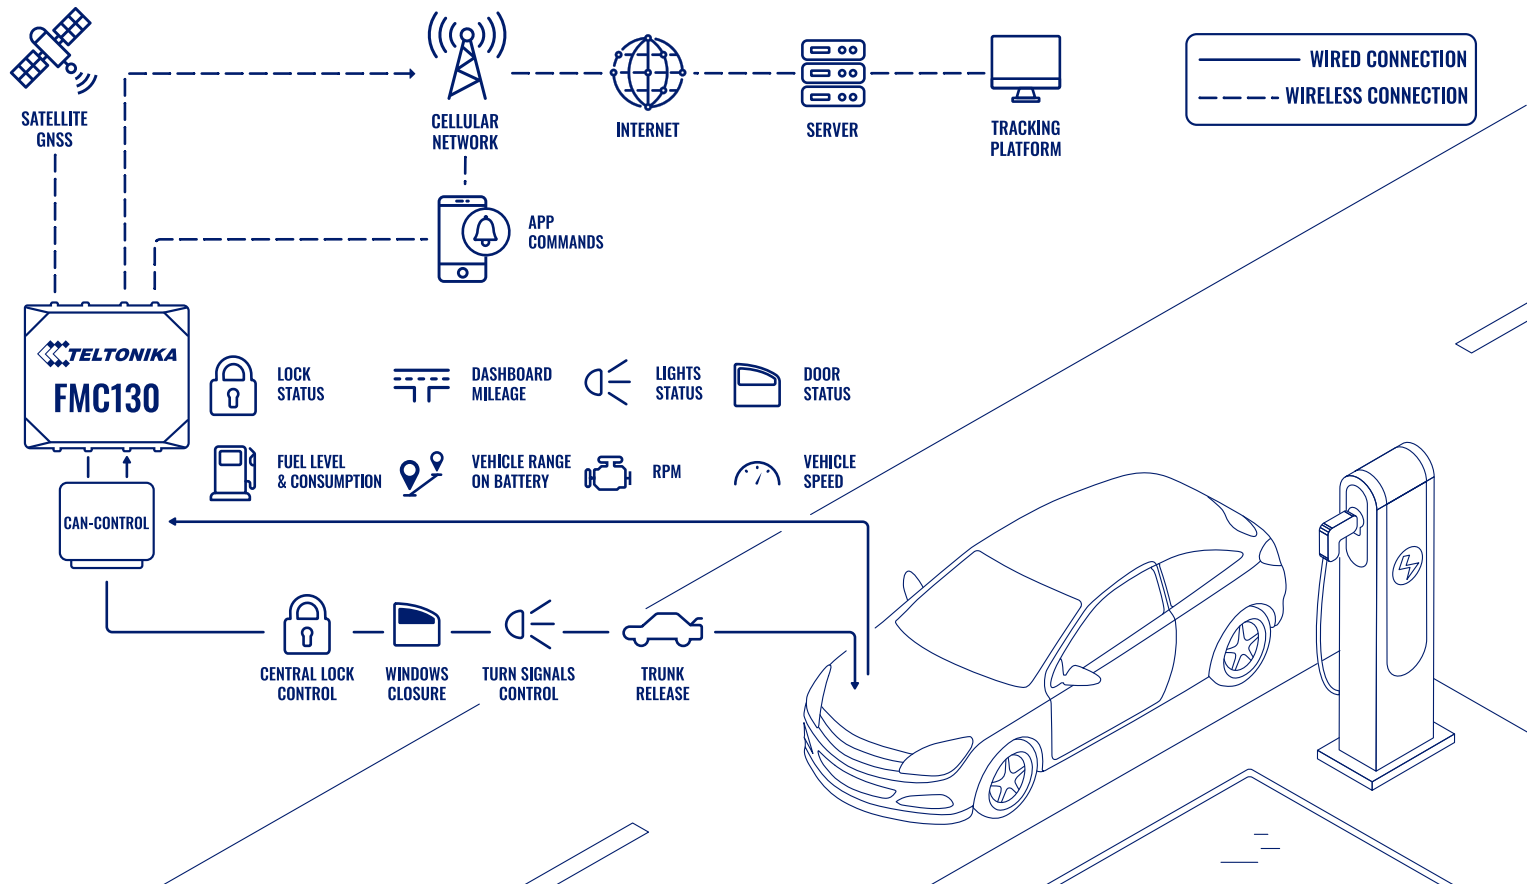 SATELLITE
GNSS
CELLULAR
NETWORK
INTERNET
SERVER
TRACKING
PLATFORM
WIRED CONNECTION
WIRELESS CONNECTION
APP
COMMANDS
TELTONIKA
FMC130
LOCK
STATUS
DASHBOARD
MILEAGE
LIGHTS
STATUS
DOOR
STATUS
FUEL LEVEL
& CONSUMPTION
VEHICLE RANGE
ON BATTERY
RPM
VEHICLE
SPEED
CAN-CONTROL
CENTRAL LOCK
CONTROL
WINDOWS
CLOSURE
TURN SIGNALS
CONTROL
TRUNK
RELEASE